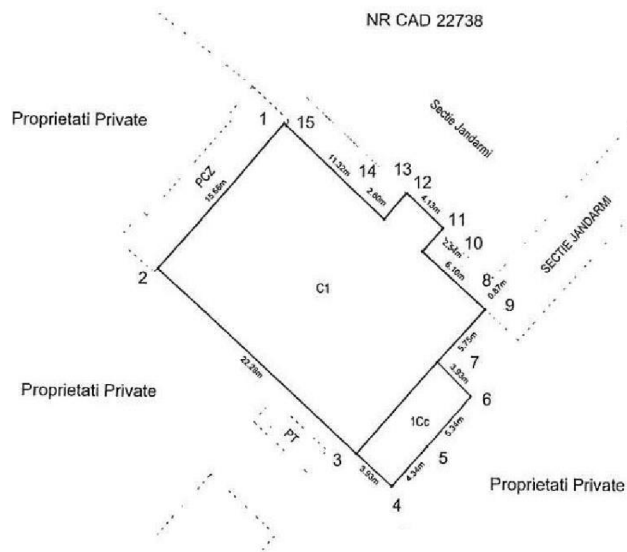 NR CAD 22738
Proprietati Private
1
15
Sectie Jandarmi
14
13
12
11.32m
2.60m
4.13m
11
PCZ
15.66m
2.54m
10
SECTIE JANDARMI
2
C1
6.10m
8
0.87m
9
5.75m
7
3.93m
22.28m
6
Proprietati Private
1Cc
5.34m
PT
3
5
4.34m
3.93m
4
Proprietati Private